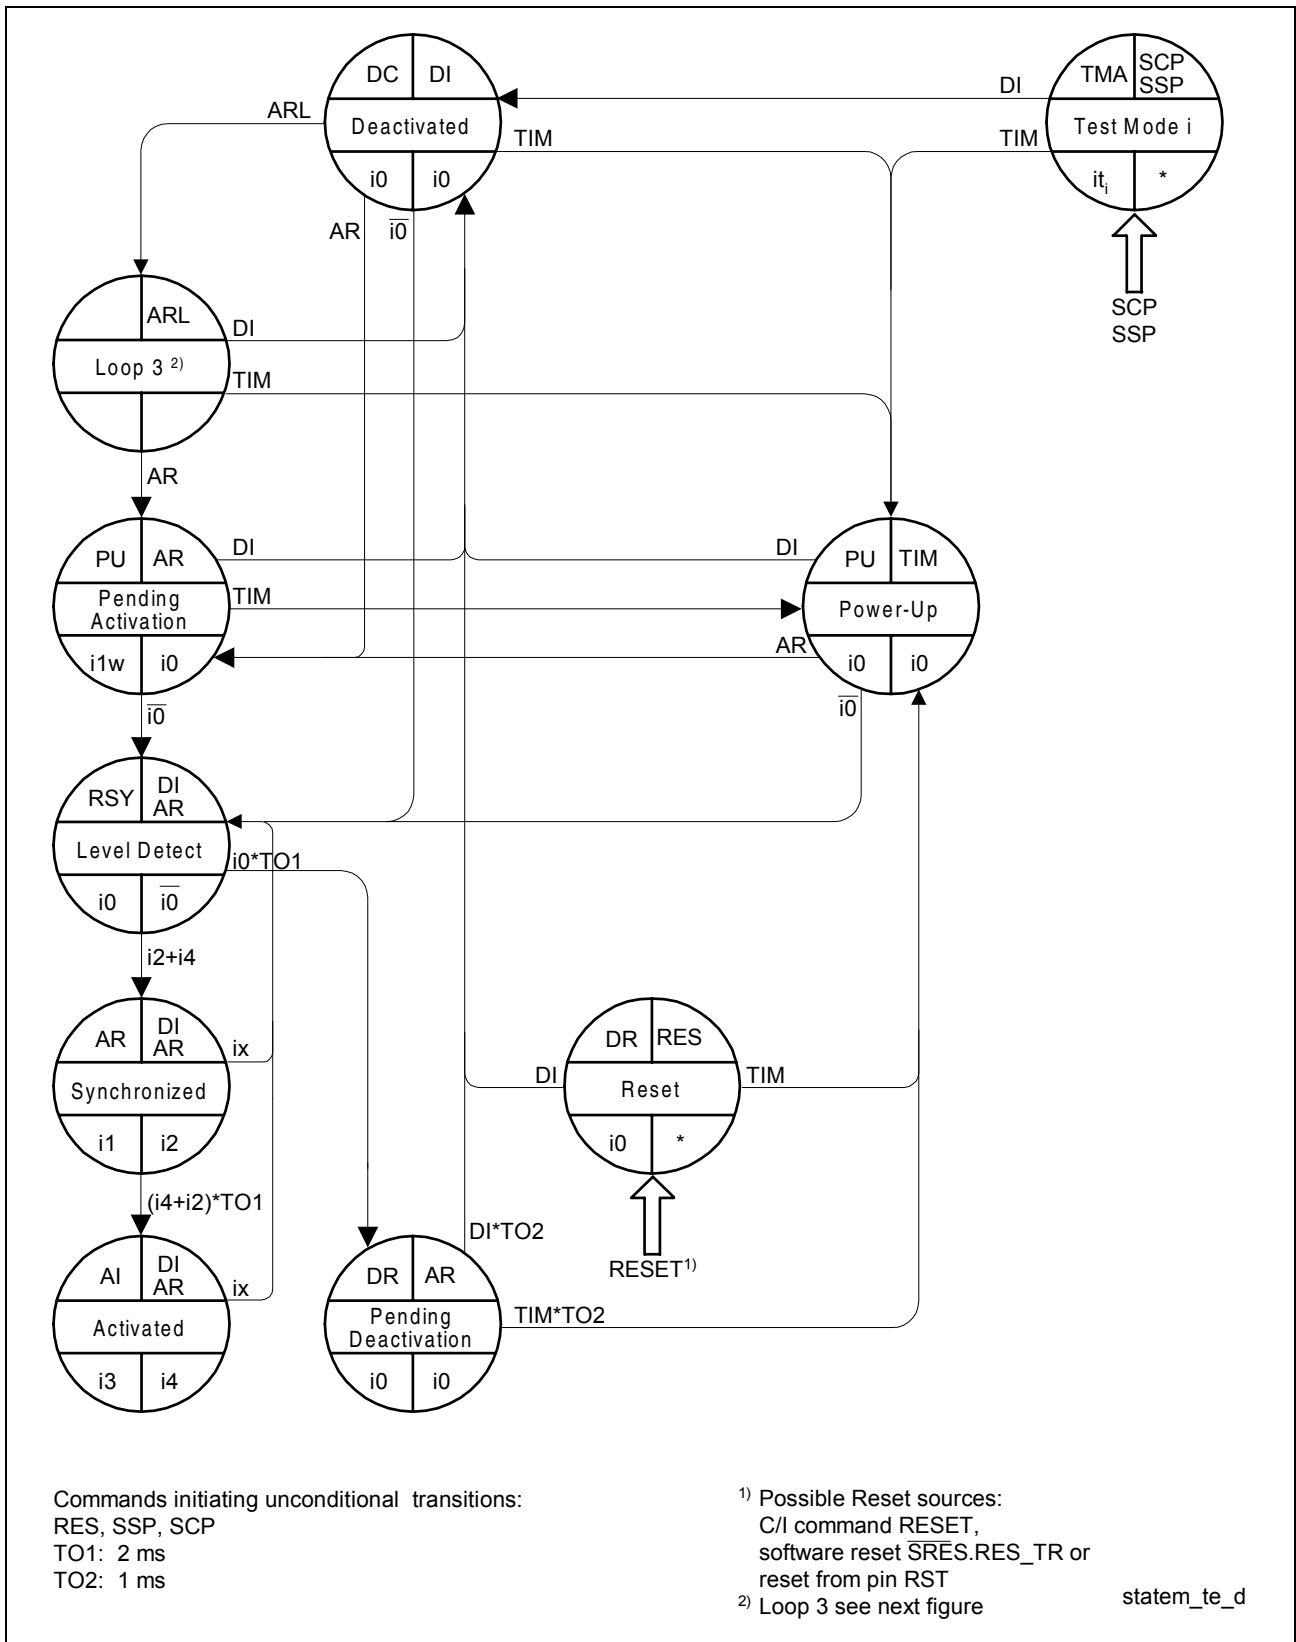 DC DI
Deactivated
i0 i0
TMA SCP
SSP
Test Mode i
it_i *
SCP
SSP
DI
TIM
ARL
TIM
AR
i̅0̅
ARL
Loop 3 2)
DI
TIM
AR
PU AR
Pending
Activation
i1w i0
DI
TIM
i̅0̅
PU TIM
Power-Up
i0 i0
DI
AR
i̅0̅
RSY DI
AR
Level Detect
i0 i̅0̅
i0*TO1
i2+i4
AR DI
AR
Synchronized
i1 i2
ix
(i4+i2)*TO1
AI DI
AR
Activated
i3 i4
ix
DR RES
Reset
i0 *
DI
TIM
RESET1)
DI*TO2
DR AR
Pending
Deactivation
i0 i0
TIM*TO2
Commands initiating unconditional transitions:
RES, SSP, SCP
TO1: 2 ms
TO2: 1 ms
1) Possible Reset sources:
C/I command RESET,
software reset S̅R̅E̅S̅.RES_TR or
reset from pin RST
2) Loop 3 see next figure
statem_te_d